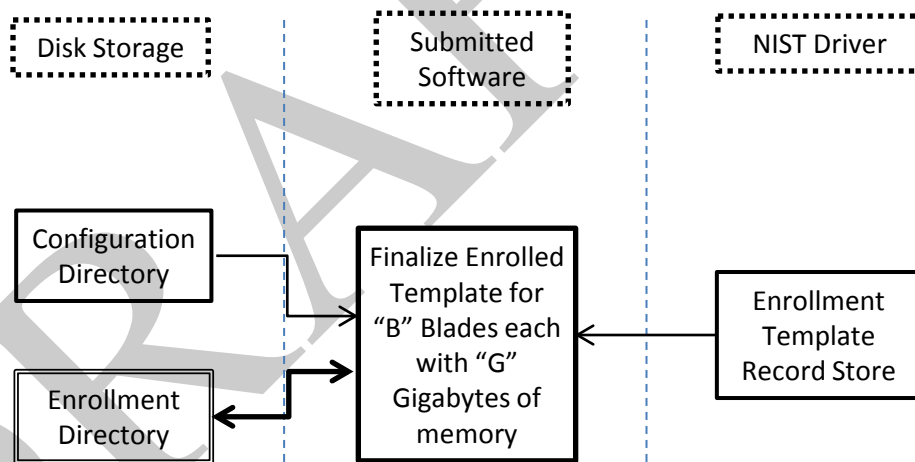 Disk Storage
Submitted
Software
NIST Driver
Configuration
Directory
Finalize Enrolled
Template for
“B” Blades each
with “G”
Gigabytes of
memory
Enrollment
Template
Record Store
Enrollment
Directory